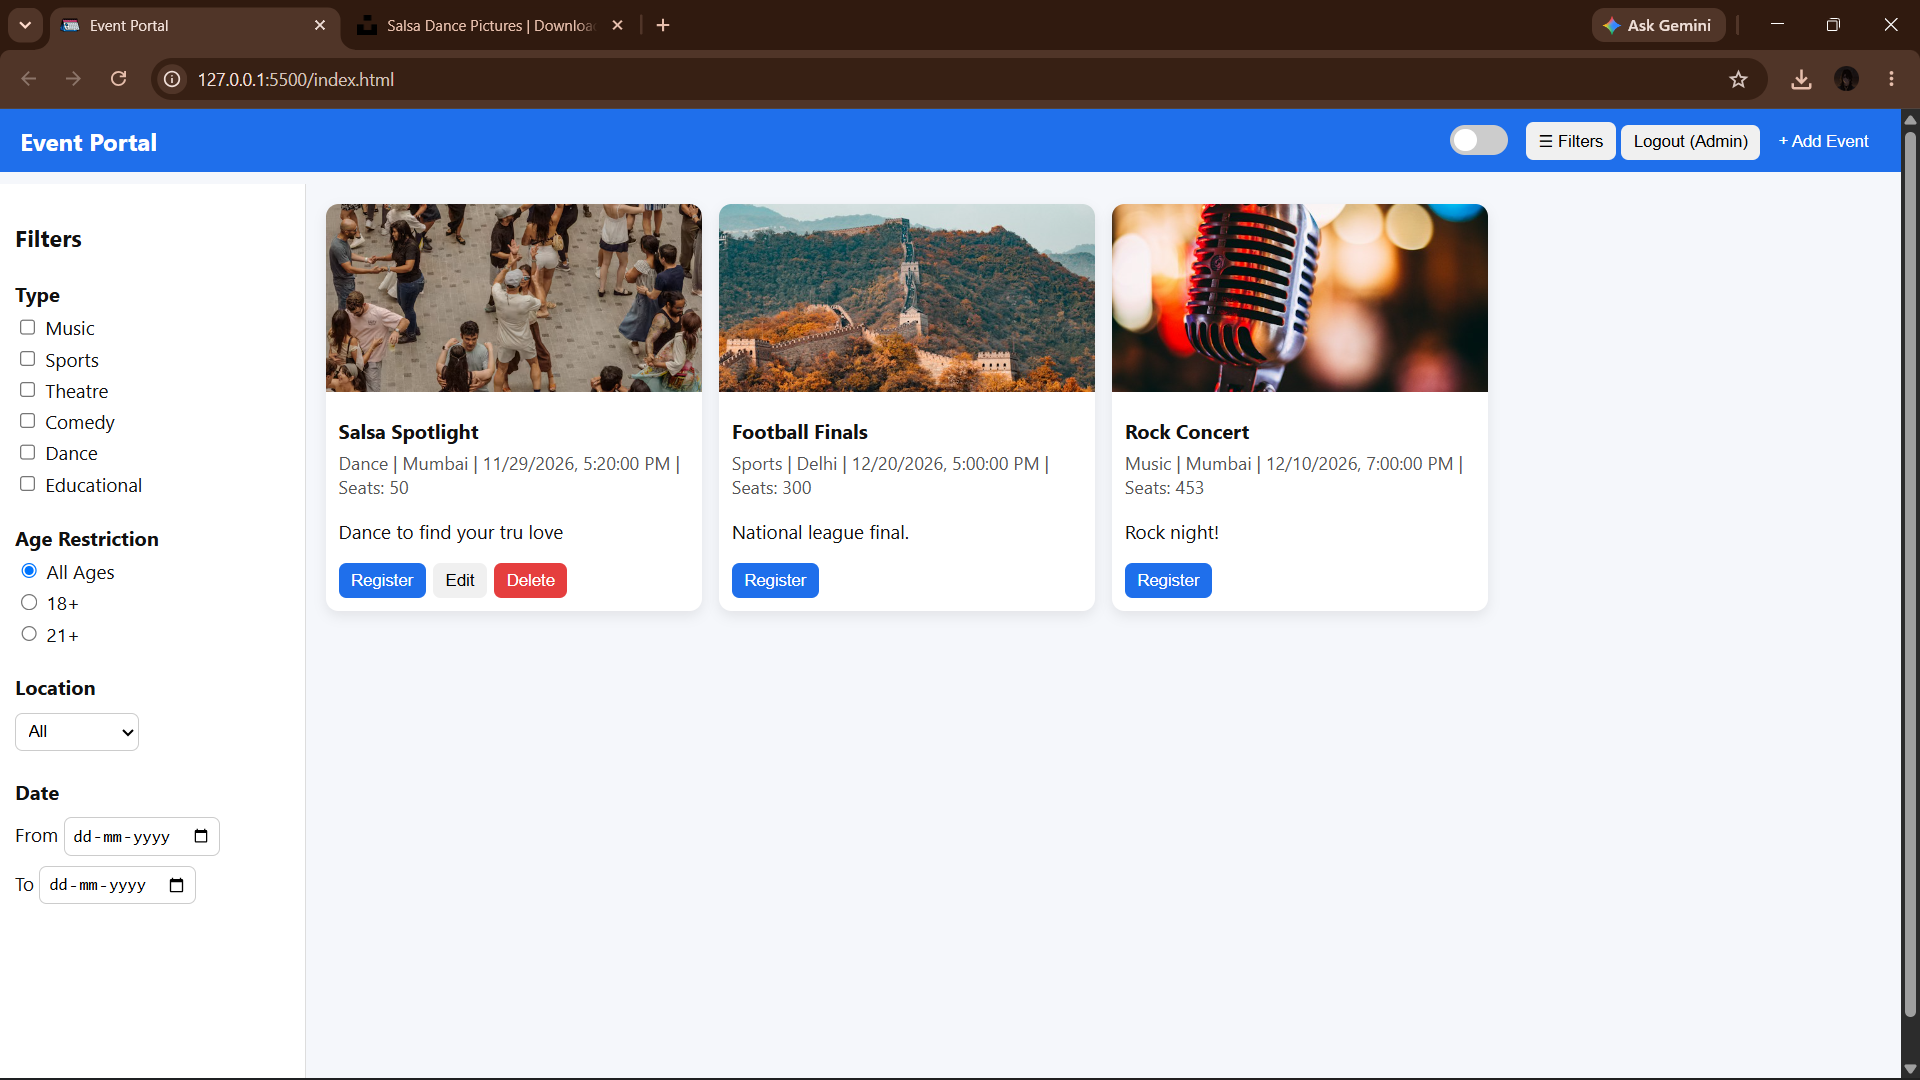 Event Portal
Salsa Dance Pictures | Downloa
Ask Gemini
127.0.0.1:5500/index.html
Event Portal
☰ Filters
Logout (Admin)
+ Add Event
Filters
Type
Music
Sports
Theatre
Comedy
Dance
Educational
Age Restriction
All Ages
18+
21+
Location
All
Date
From dd-mm-yyyy
To dd-mm-yyyy
Salsa Spotlight
Dance | Mumbai | 11/29/2026, 5:20:00 PM |
Seats: 50
Dance to find your tru love
Register
Edit
Delete
Football Finals
Sports | Delhi | 12/20/2026, 5:00:00 PM |
Seats: 300
National league final.
Register
Rock Concert
Music | Mumbai | 12/10/2026, 7:00:00 PM |
Seats: 453
Rock night!
Register